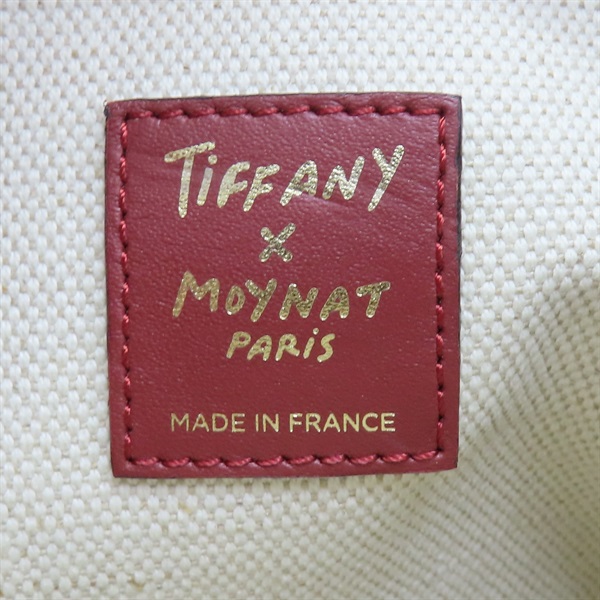 TiFFANY
×
MOYNAT
PARiS
MADE IN FRANCE